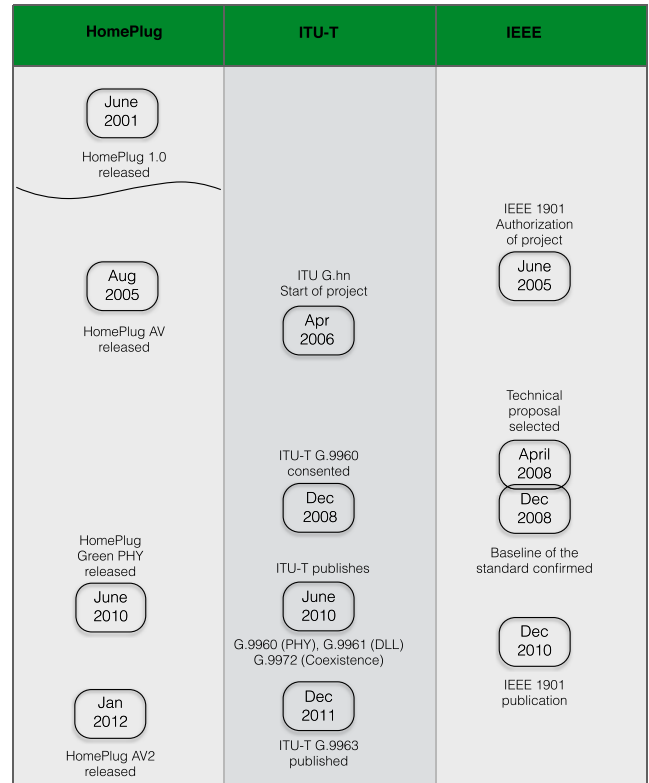 HomePlug
ITU-T
IEEE
June
2001
HomePlug 1.0
released
Aug
2005
HomePlug AV
released
HomePlug
Green PHY
released
June
2010
Jan
2012
HomePlug AV2
released
ITU G.hn
Start of project
Apr
2006
ITU-T G.9960
consented
Dec
2008
ITU-T publishes
June
2010
G.9960 (PHY), G.9961 (DLL)
G.9972 (Coexistence)
Dec
2011
ITU-T G.9963
published
IEEE 1901
Authorization
of project
June
2005
Technical
proposal
selected
April
2008
Dec
2008
Baseline of the
standard confirmed
Dec
2010
IEEE 1901
publication